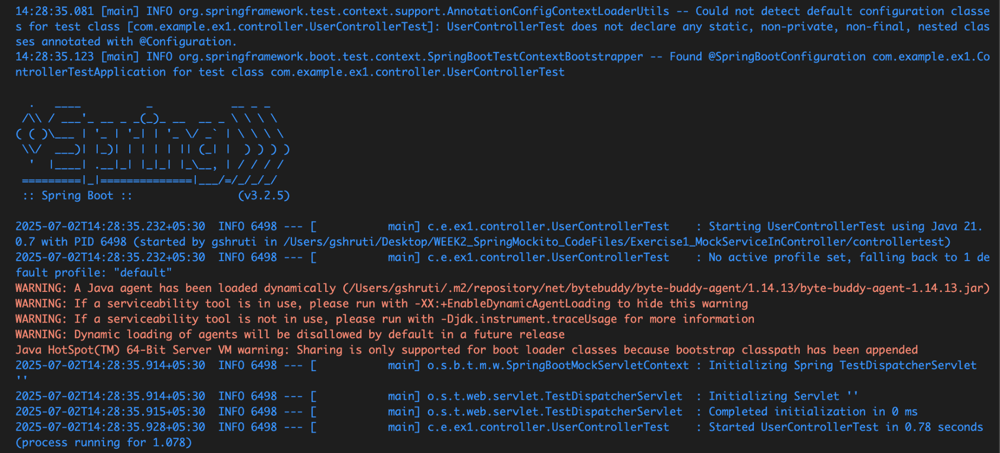 14:28:35.081 [main] INFO org.springframework.test.context.support.AnnotationConfigContextLoaderUtils -- Could not detect default configuration classe
s for test class [com.example.ex1.controller.UserControllerTest]: UserControllerTest does not declare any static, non-private, non-final, nested clas
ses annotated with @Configuration.
14:28:35.123 [main] INFO org.springframework.boot.test.context.SpringBootTestContextBootstrapper -- Found @SpringBootConfiguration com.example.ex1.Co
ntrollerTestApplication for test class com.example.ex1.controller.UserControllerTest

  .   ____          _            __ _ _
 /\\ / ___'_ __ _ _(_)_ __  __ _ \ \ \ \
( ( )\___ | '_ | '_| | '_ \/ _` | \ \ \ \
 \\/  ___)| |_)| | | | | || (_| |  ) ) ) )
  '  |____| .__|_| |_|_| |_\__, | / / / /
 =========|_|==============|___/=/_/_/_/
 :: Spring Boot ::                (v3.2.5)

2025-07-02T14:28:35.232+05:30  INFO 6498 --- [           main] c.e.ex1.controller.UserControllerTest    : Starting UserControllerTest using Java 21.
0.7 with PID 6498 (started by gshruti in /Users/gshruti/Desktop/WEEK2_SpringMockito_CodeFiles/Exercise1_MockServiceInController/controllertest)
2025-07-02T14:28:35.232+05:30  INFO 6498 --- [           main] c.e.ex1.controller.UserControllerTest    : No active profile set, falling back to 1 de
fault profile: "default"
WARNING: A Java agent has been loaded dynamically (/Users/gshruti/.m2/repository/net/bytebuddy/byte-buddy-agent/1.14.13/byte-buddy-agent-1.14.13.jar)
WARNING: If a serviceability tool is in use, please run with -XX:+EnableDynamicAgentLoading to hide this warning
WARNING: If a serviceability tool is not in use, please run with -Djdk.instrument.traceUsage for more information
WARNING: Dynamic loading of agents will be disallowed by default in a future release
Java HotSpot(TM) 64-Bit Server VM warning: Sharing is only supported for boot loader classes because bootstrap classpath has been appended
2025-07-02T14:28:35.914+05:30  INFO 6498 --- [           main] o.s.b.t.m.w.SpringBootMockServletContext : Initializing Spring TestDispatcherServlet
''
2025-07-02T14:28:35.914+05:30  INFO 6498 --- [           main] o.s.t.web.servlet.TestDispatcherServlet  : Initializing Servlet ''
2025-07-02T14:28:35.915+05:30  INFO 6498 --- [           main] o.s.t.web.servlet.TestDispatcherServlet  : Completed initialization in 0 ms
2025-07-02T14:28:35.928+05:30  INFO 6498 --- [           main] c.e.ex1.controller.UserControllerTest    : Started UserControllerTest in 0.78 seconds
(process running for 1.078)